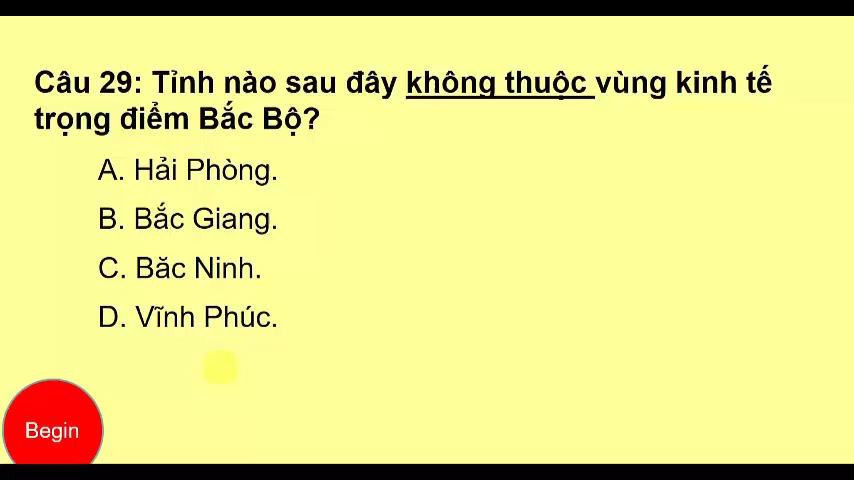 Câu 29: Tỉnh nào sau đây không thuộc vùng kinh tế
trọng điểm Bắc Bộ?
A. Hải Phòng.
B. Bắc Giang.
C. Băc Ninh.
D. Vĩnh Phúc.
Begin